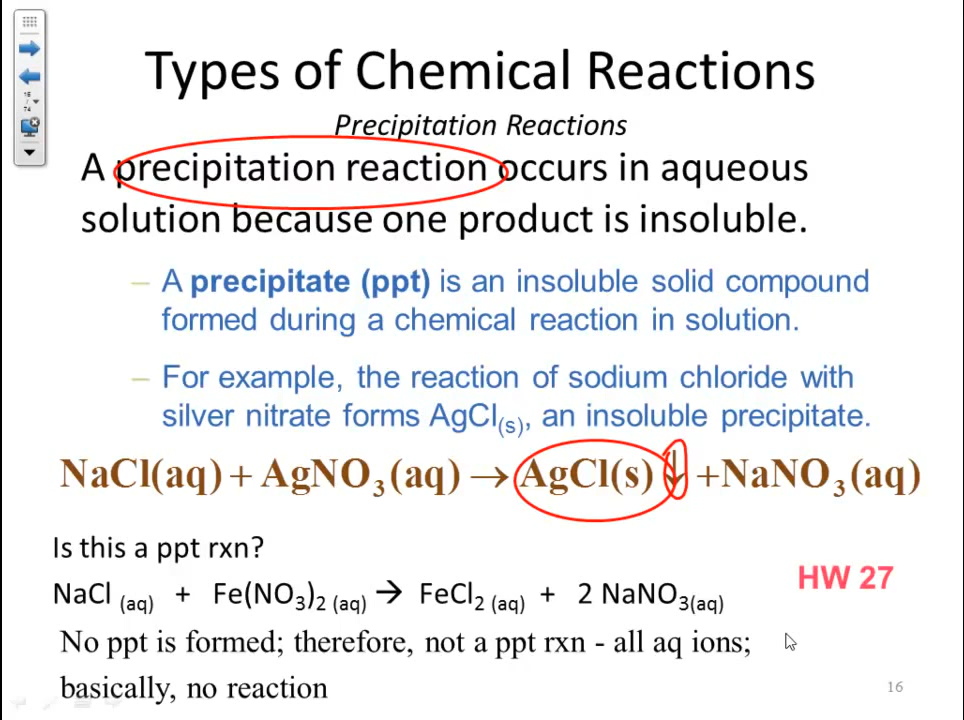 Types of Chemical Reactions
Precipitation Reactions
A precipitation reaction occurs in aqueous
solution because one product is insoluble.
– A precipitate (ppt) is an insoluble solid compound
formed during a chemical reaction in solution.
– For example, the reaction of sodium chloride with
silver nitrate forms AgCl(s), an insoluble precipitate.
NaCl(aq) + AgNO3(aq) → AgCl(s) ↓ + NaNO3(aq)
Is this a ppt rxn?
NaCl (aq) + Fe(NO3)2 (aq) → FeCl2 (aq) + 2 NaNO3(aq)
HW 27
No ppt is formed; therefore, not a ppt rxn - all aq ions;
basically, no reaction
16